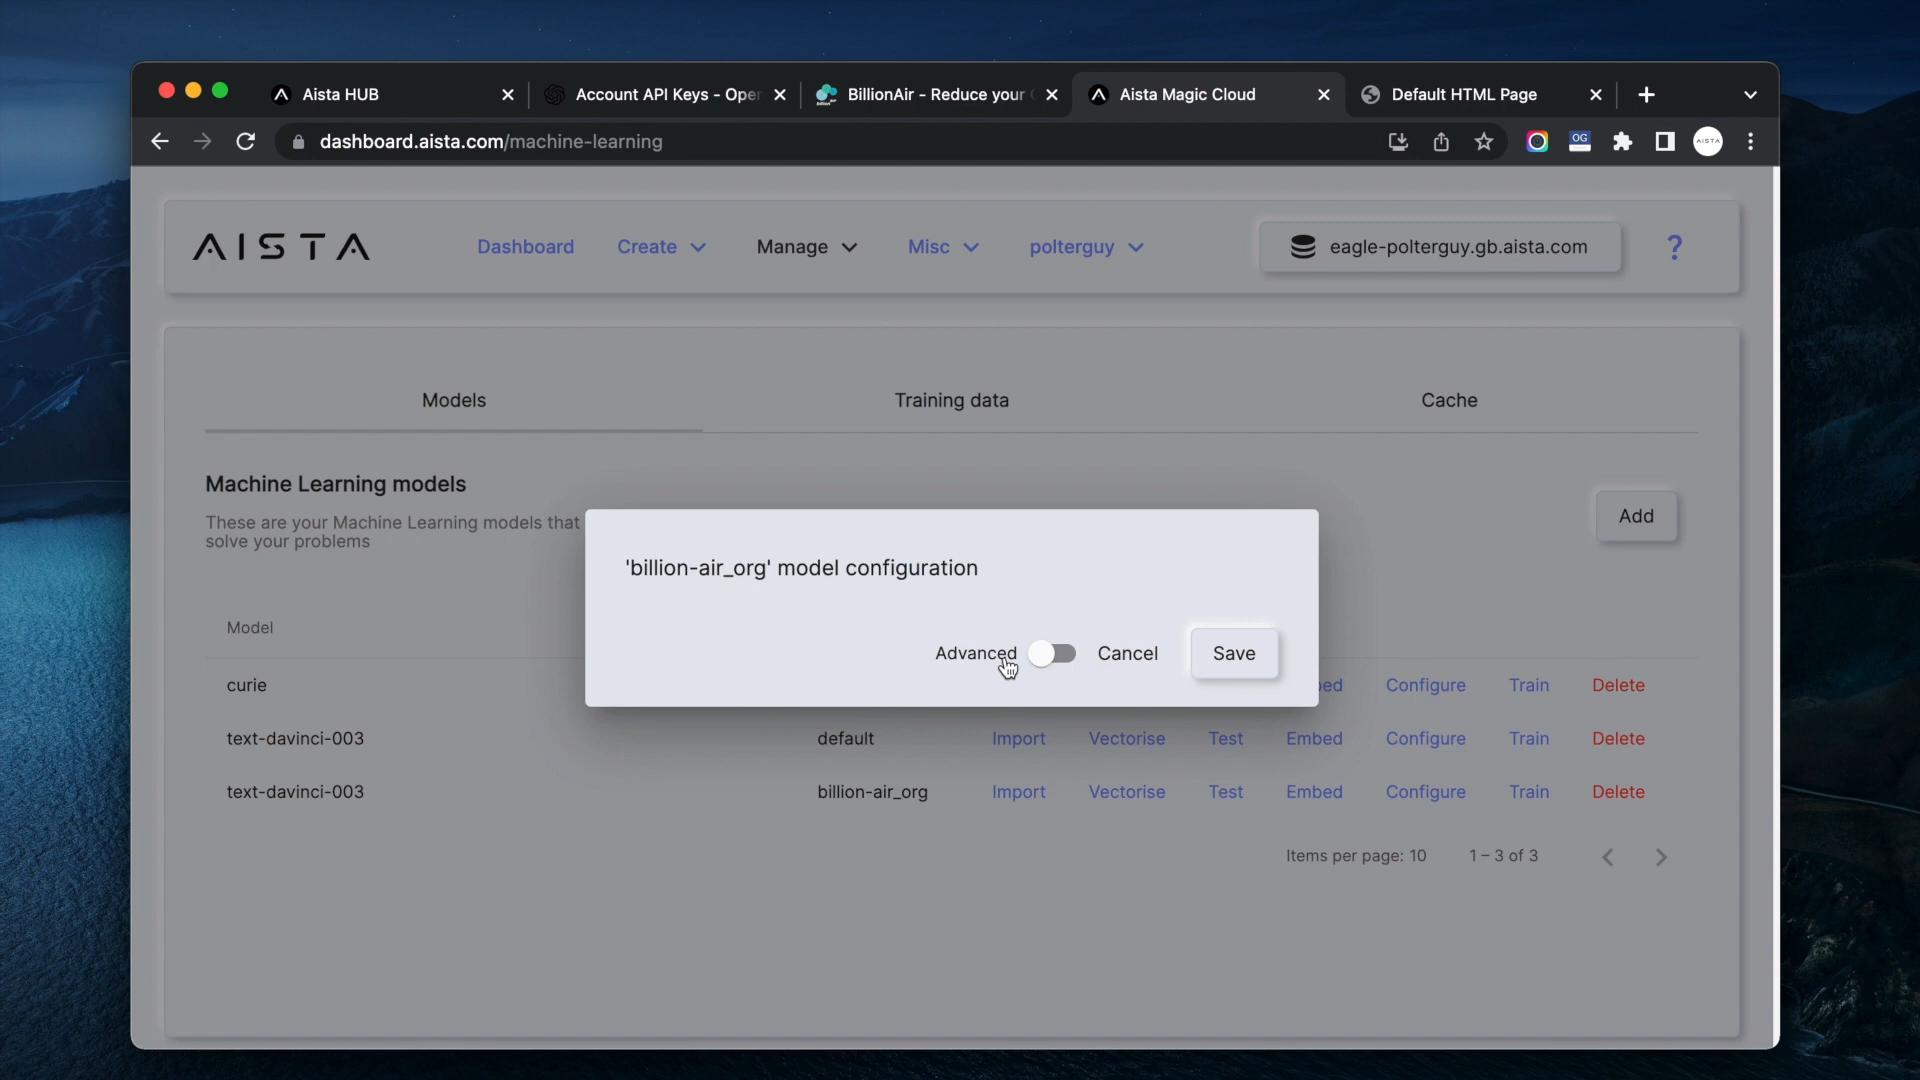 Aista HUB
Account API Keys - Ope
BillionAir - Reduce your
Aista Magic Cloud
Default HTML Page
dashboard.aista.com/machine-learning
OG
AISTA
AISTA
Dashboard
Create
Manage
Misc
polterguy
eagle-polterguy.gb.aista.com
?
Models
Training data
Cache
Machine Learning models
These are your Machine Learning models that
solve your problems
Add
'billion-air_org' model configuration
Advanced
Cancel
Save
Model
curie
Configure Train Delete
text-davinci-003 default Import Vectorise Test Embed Configure Train Delete
text-davinci-003 billion-air_org Import Vectorise Test Embed Configure Train Delete
Items per page: 10 1 – 3 of 3